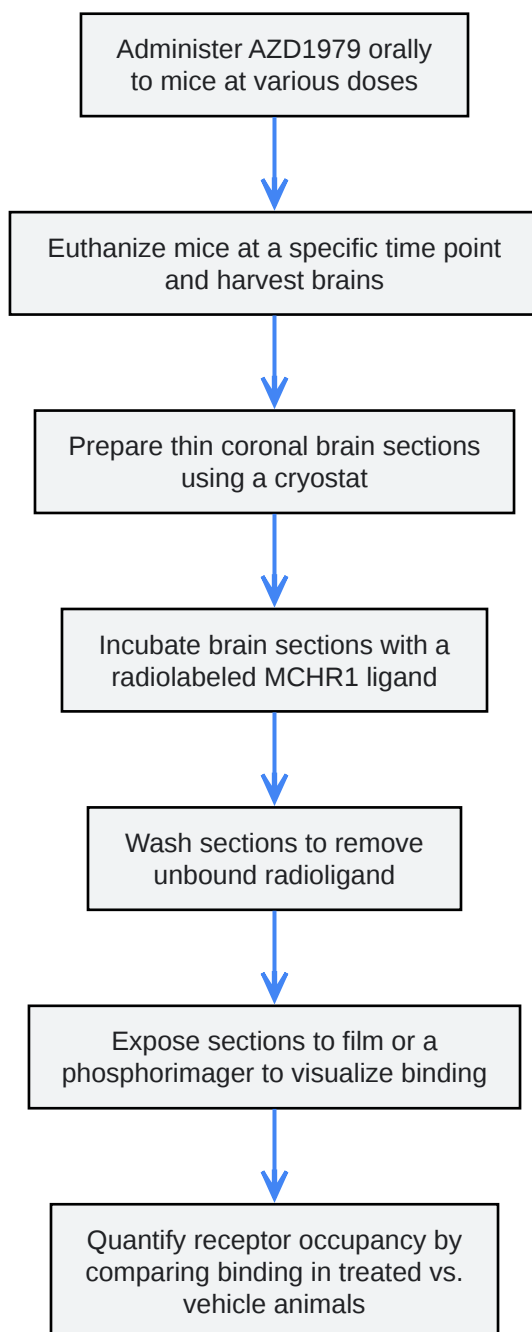 Administer AZD1979 orally
to mice at various doses
Euthanize mice at a specific time point
and harvest brains
Prepare thin coronal brain sections
using a cryostat
Incubate brain sections with a
radiolabeled MCHR1 ligand
Wash sections to remove
unbound radioligand
Expose sections to film or a
phosphorimager to visualize binding
Quantify receptor occupancy by
comparing binding in treated vs.
vehicle animals